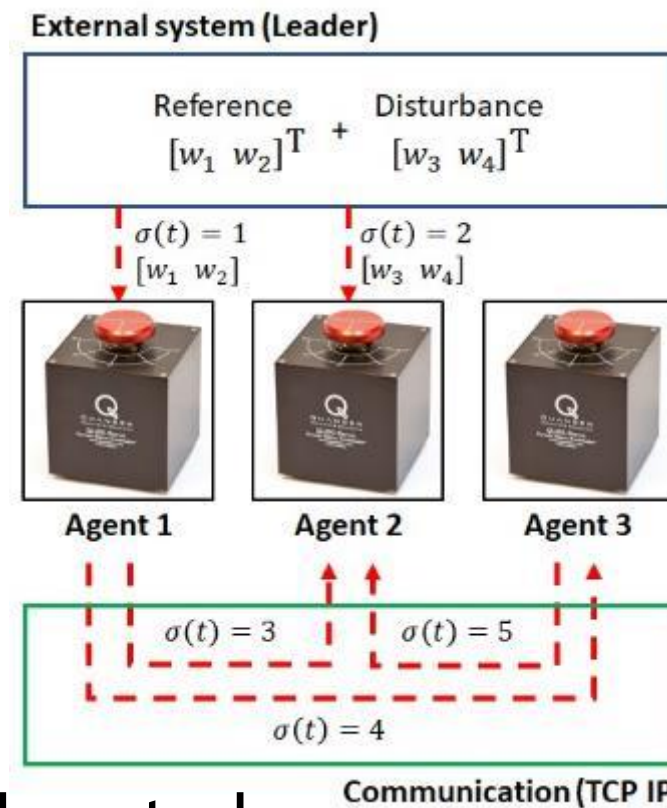 External system (Leader)
Reference + Disturbance
[w₁ w₂]ᵀ [w₃ w₄]ᵀ
σ(t) = 1 σ(t) = 2
[w₁ w₂] [w₃ w₄]
Agent 1 Agent 2 Agent 3
σ(t) = 3 σ(t) = 5
σ(t) = 4
Communication (TCP IP